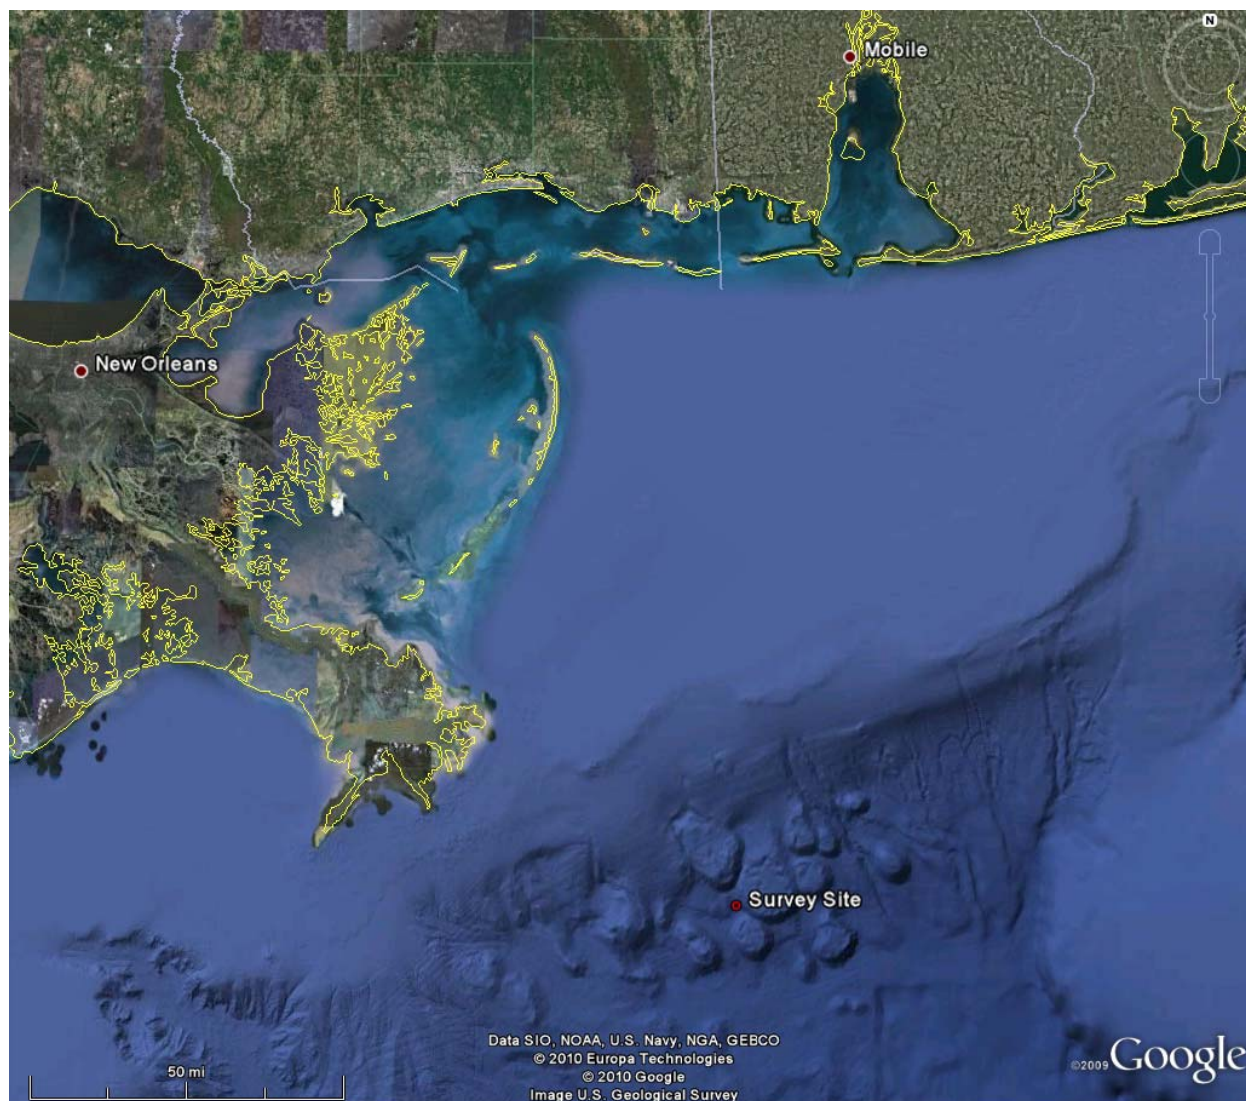 N
Mobile
New Orleans
Survey Site
Data SIO, NOAA, U.S. Navy, NGA, GEBCO
© 2010 Europa Technologies
© 2010 Google
Image U.S. Geological Survey
©2009 Google
50 mi